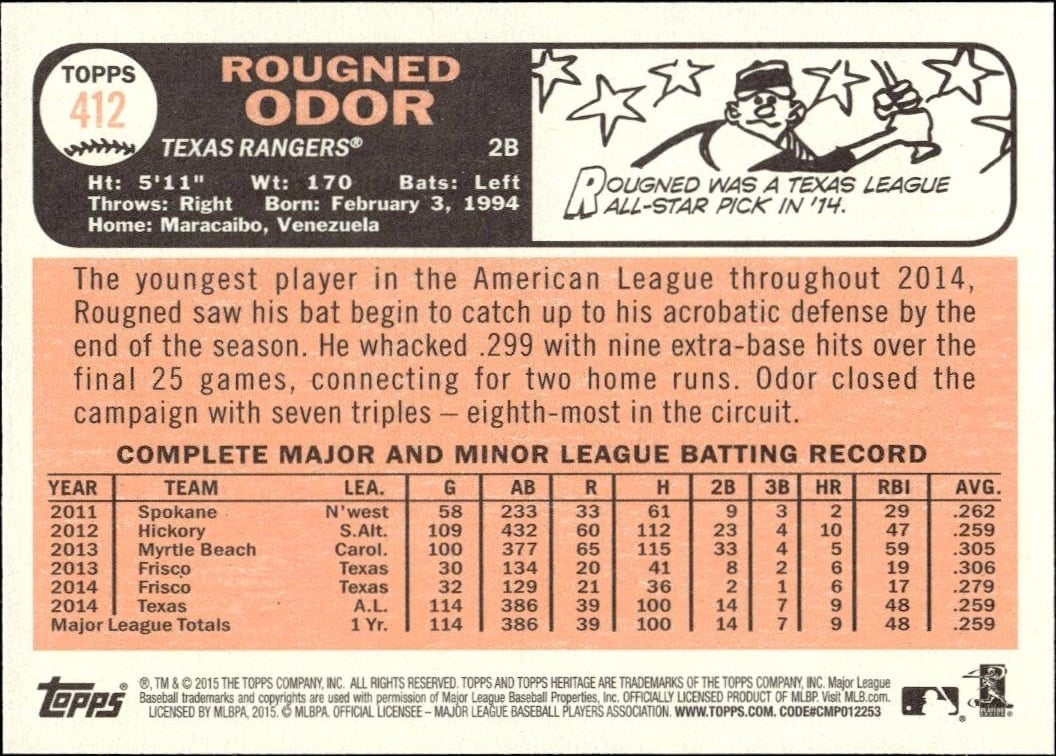 TOPPS
412
ROUGNED
ODOR
TEXAS RANGERS® 2B
Ht: 5'11" Wt: 170 Bats: Left
Throws: Right Born: February 3, 1994
Home: Maracaibo, Venezuela
ROUGNED WAS A TEXAS LEAGUE
ALL-STAR PICK IN '14.
The youngest player in the American League throughout 2014,
Rougned saw his bat begin to catch up to his acrobatic defense by the
end of the season. He whacked .299 with nine extra-base hits over the
final 25 games, connecting for two home runs. Odor closed the
campaign with seven triples – eighth-most in the circuit.
COMPLETE MAJOR AND MINOR LEAGUE BATTING RECORD
YEAR TEAM LEA. G AB R H 2B 3B HR RBI AVG.
2011 Spokane N'west 58 233 33 61 9 3 2 29 .262
2012 Hickory S.Alt. 109 432 60 112 23 4 10 47 .259
2013 Myrtle Beach Carol. 100 377 65 115 33 4 5 59 .305
2013 Frisco Texas 30 134 20 41 8 2 6 19 .306
2014 Frisco Texas 32 129 21 36 2 1 6 17 .279
2014 Texas A.L. 114 386 39 100 14 7 9 48 .259
Major League Totals 1 Yr. 114 386 39 100 14 7 9 48 .259
topps®
®, TM & © 2015 THE TOPPS COMPANY, INC. ALL RIGHTS RESERVED. TOPPS AND TOPPS HERITAGE ARE TRADEMARKS OF THE TOPPS COMPANY, INC. Major League
Baseball trademarks and copyrights are used with permission of Major League Baseball Properties, Inc. OFFICIALLY LICENSED PRODUCT OF MLBP. Visit MLB.com.
LICENSED BY MLBPA, 2015. © MLBPA. OFFICIAL LICENSEE – MAJOR LEAGUE BASEBALL PLAYERS ASSOCIATION. WWW.TOPPS.COM. CODE#CMP012253